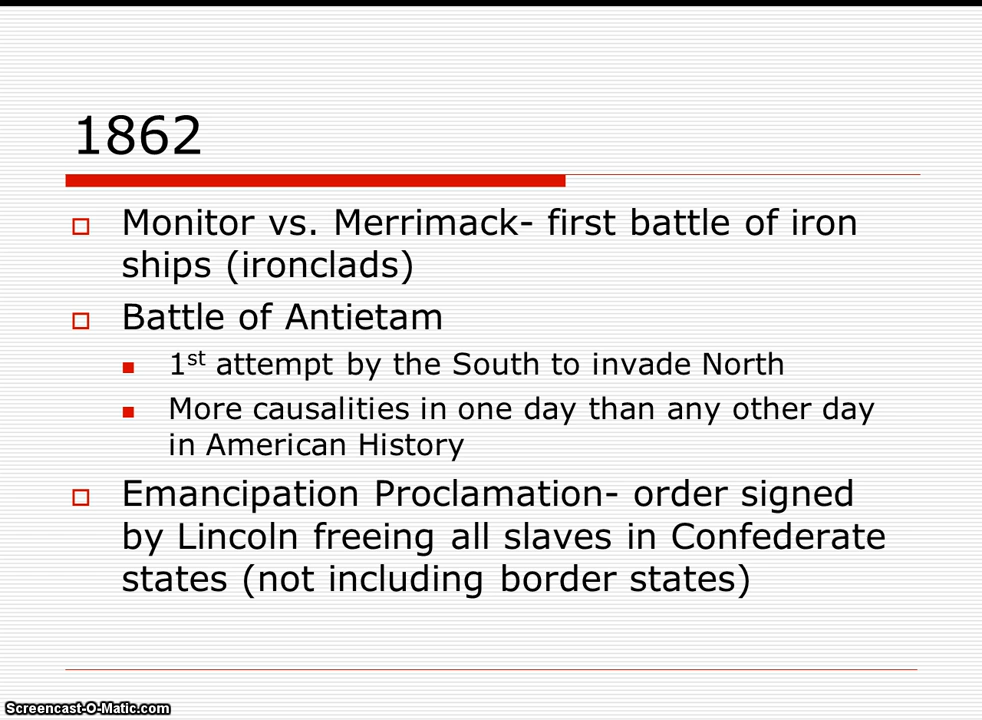 1862
Monitor vs. Merrimack- first battle of iron
ships (ironclads)
Battle of Antietam
1st attempt by the South to invade North
More causalities in one day than any other day
in American History
Emancipation Proclamation- order signed
by Lincoln freeing all slaves in Confederate
states (not including border states)
Screencast-O-Matic.com